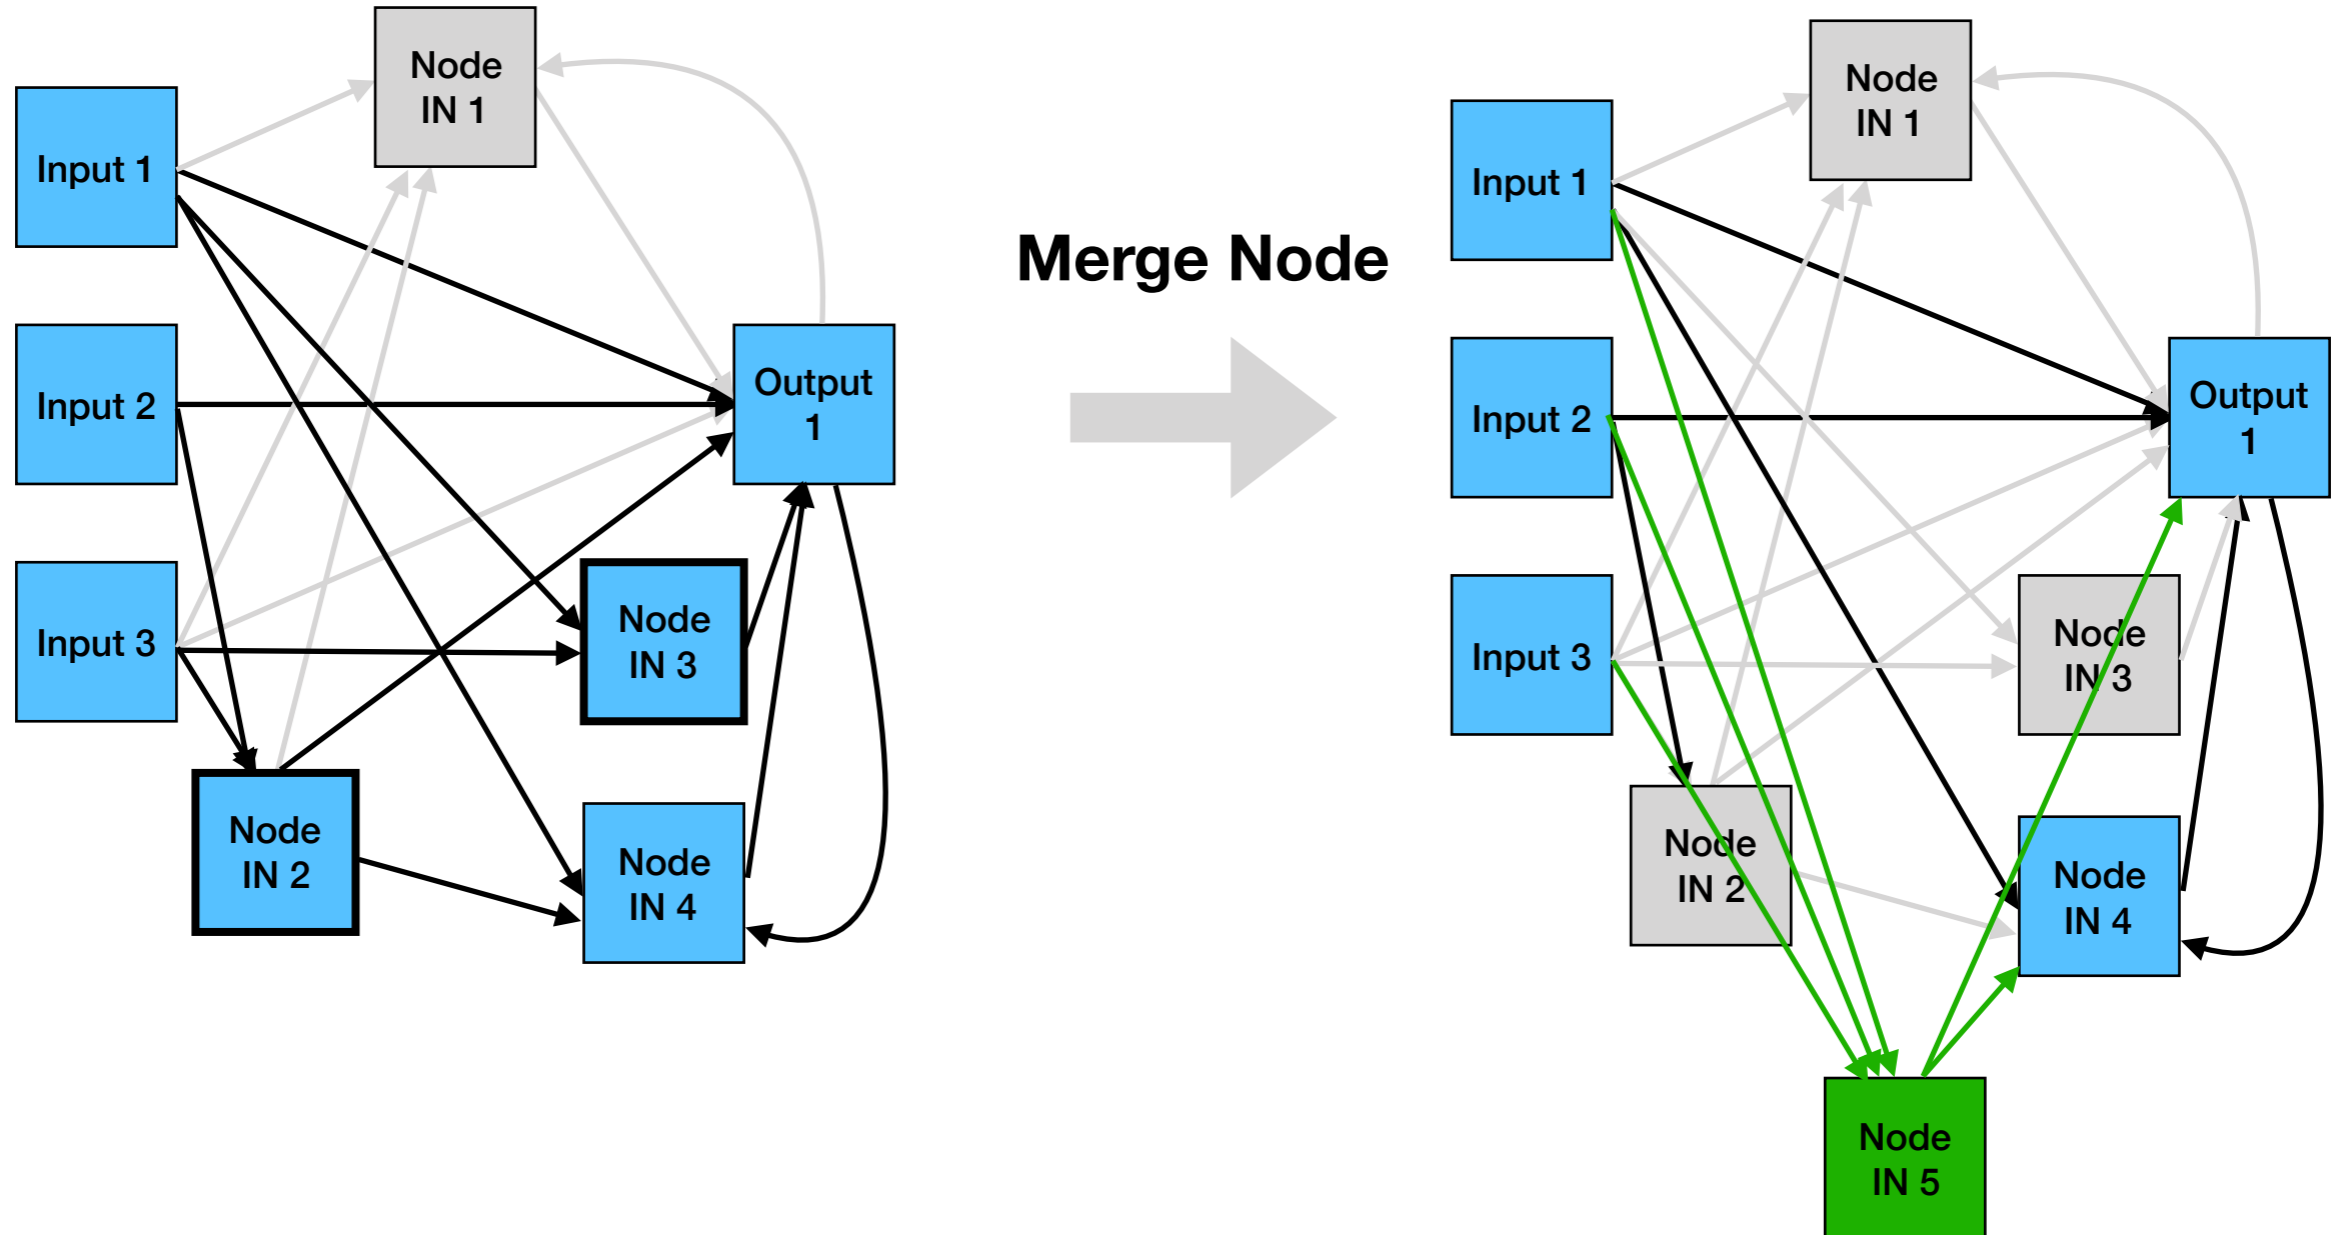 Node
IN 1
Input 1
Input 2
Input 3
Output
1
Node
IN 3
Node
IN 2
Node
IN 4
Merge Node
Node
IN 1
Input 1
Input 2
Input 3
Output
1
Node
IN 3
Node
IN 2
Node
IN 4
Node
IN 5